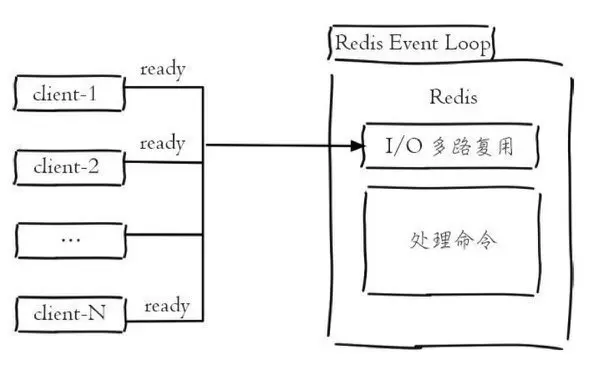 Redis Event Loop
ready
client-1
ready
client-2
...
ready
client-N
Redis
I/O 多路复用
处理命令